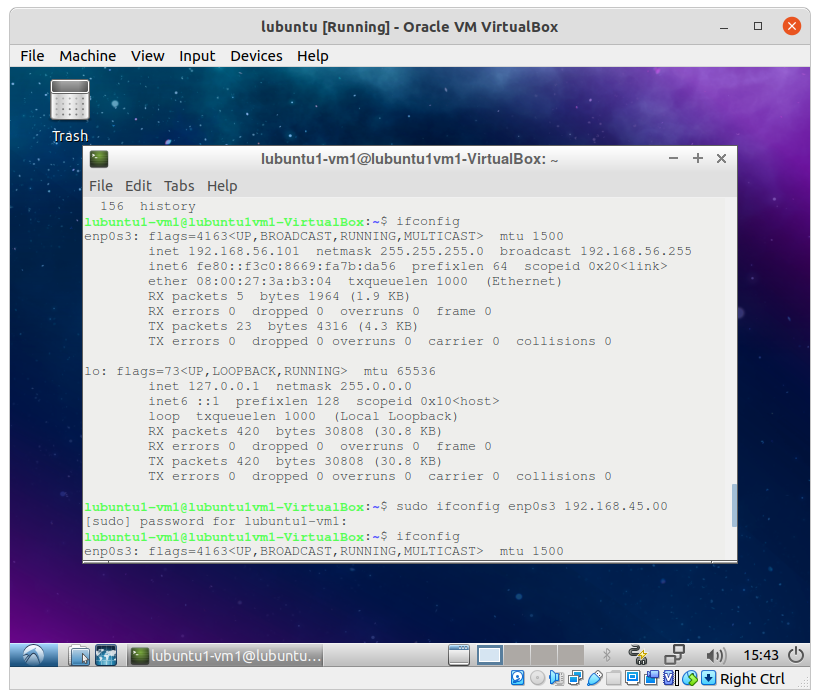 lubuntu [Running] - Oracle VM VirtualBox
File Machine View Input Devices Help
Trash
lubuntu1-vm1@lubuntu1vm1-VirtualBox: ~
File Edit Tabs Help
156 history
lubuntu1-vm1@lubuntu1vm1-VirtualBox:~$ ifconfig
enp0s3: flags=4163<UP,BROADCAST,RUNNING,MULTICAST> mtu 1500
inet 192.168.56.101 netmask 255.255.255.0 broadcast 192.168.56.255
inet6 fe80::f3c0:8669:fa7b:da56 prefixlen 64 scopeid 0x20<link>
ether 08:00:27:3a:b3:04 txqueuelen 1000 (Ethernet)
RX packets 5 bytes 1964 (1.9 KB)
RX errors 0 dropped 0 overruns 0 frame 0
TX packets 23 bytes 4316 (4.3 KB)
TX errors 0 dropped 0 overruns 0 carrier 0 collisions 0
lo: flags=73<UP,LOOPBACK,RUNNING> mtu 65536
inet 127.0.0.1 netmask 255.0.0.0
inet6 ::1 prefixlen 128 scopeid 0x10<host>
loop txqueuelen 1000 (Local Loopback)
RX packets 420 bytes 30808 (30.8 KB)
RX errors 0 dropped 0 overruns 0 frame 0
TX packets 420 bytes 30808 (30.8 KB)
TX errors 0 dropped 0 overruns 0 carrier 0 collisions 0
lubuntu1-vm1@lubuntu1vm1-VirtualBox:~$ sudo ifconfig enp0s3 192.168.45.00
[sudo] password for lubuntu1-vm1:
lubuntu1-vm1@lubuntu1vm1-VirtualBox:~$ ifconfig
enp0s3: flags=4163<UP,BROADCAST,RUNNING,MULTICAST> mtu 1500
lubuntu1-vm1@lubuntu... 15:43
Right Ctrl